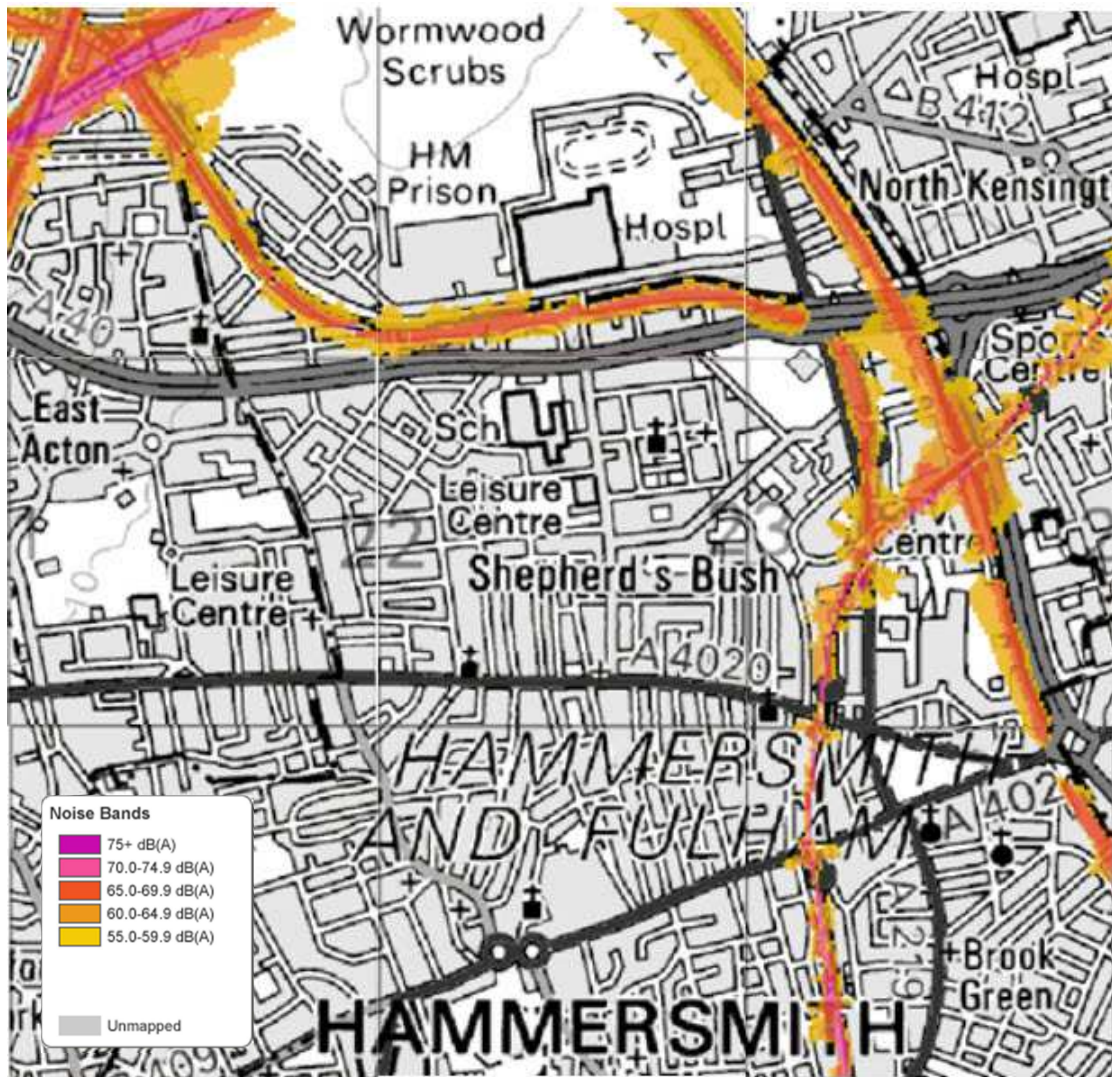 Wormwood
Scrubs
Hospl
B 412
HM
Prison
North Kensingt
Hospl
A 40
Sports
Centre
East
Acton
Sch
Leisure
Centre
22
23
Centre
Leisure
Centre
Shepherd's Bush
A 4020
HAMMERSMITH
AND FULHAM
A 402
Noise Bands
75+ dB(A)
70.0-74.9 dB(A)
65.0-69.9 dB(A)
60.0-64.9 dB(A)
55.0-59.9 dB(A)
Unmapped
A 219
Brook
Green
HAMMERSMITH